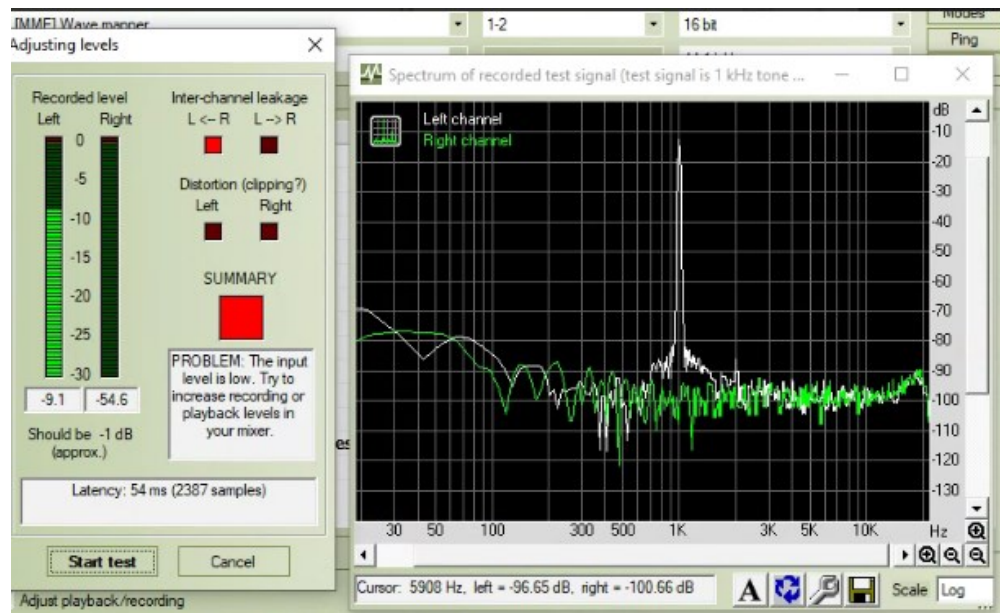 [MME] Wave mapper
1-2
16 bit
Modes
Ping
Adjusting levels
Recorded level
Left Right
0
-5
-10
-15
-20
-25
-30
-9.1 -54.6
Should be -1 dB
(approx.)
Inter-channel leakage
L <-- R L --> R
Distortion (clipping?)
Left Right
SUMMARY
PROBLEM: The input
level is low. Try to
increase recording or
playback levels in
your mixer.
Latency: 54 ms (2387 samples)
Start test Cancel
Adjust playback/recording
Spectrum of recorded test signal (test signal is 1 kHz tone ...
Left channel
Right channel
dB
-10
-20
-30
-40
-50
-60
-70
-80
-90
-100
-110
-120
-130
30 50 100 300 500 1K 3K 5K 10K Hz
Cursor: 5908 Hz, left = -96.65 dB, right = -100.66 dB
A
Scale Log